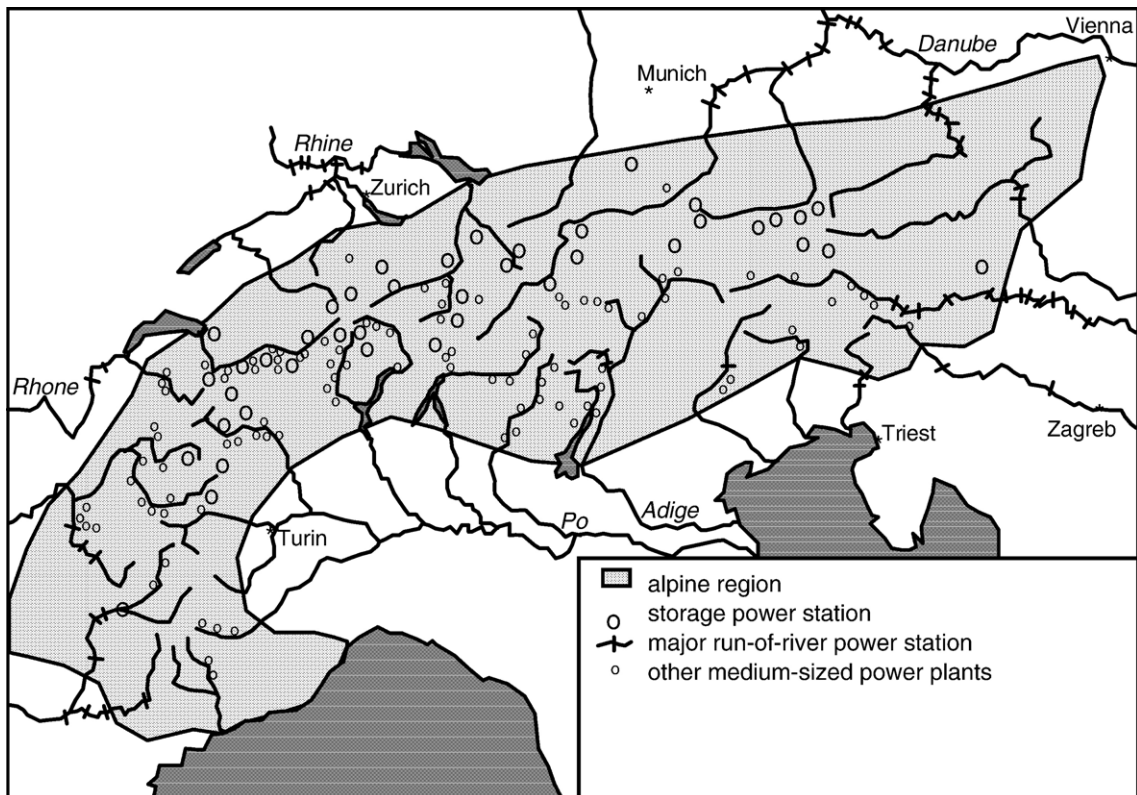 Vienna
Danube
Munich
Rhine
Zurich
Rhone
Zagreb
Triest
Adige
Po
Turin
alpine region
storage power station
major run-of-river power station
other medium-sized power plants